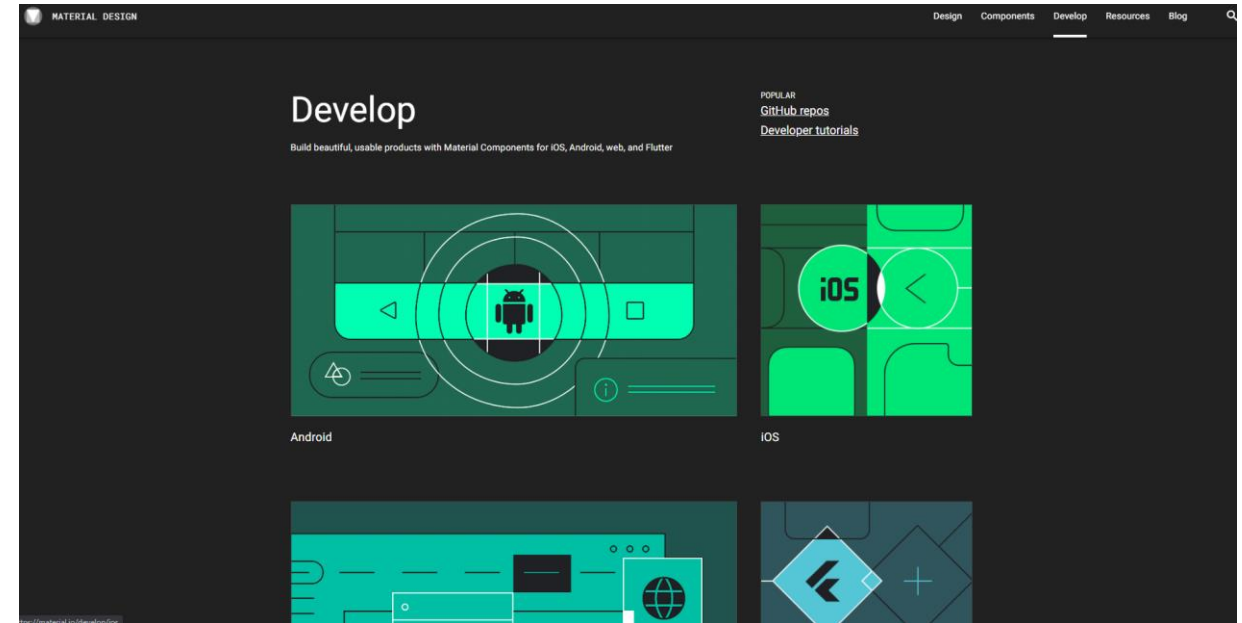 MATERIAL DESIGN
Design Components Develop Resources Blog
Develop
Build beautiful, usable products with Material Components for iOS, Android, web, and Flutter
POPULAR
GitHub repos
Developer tutorials
iOS
Android
iOS